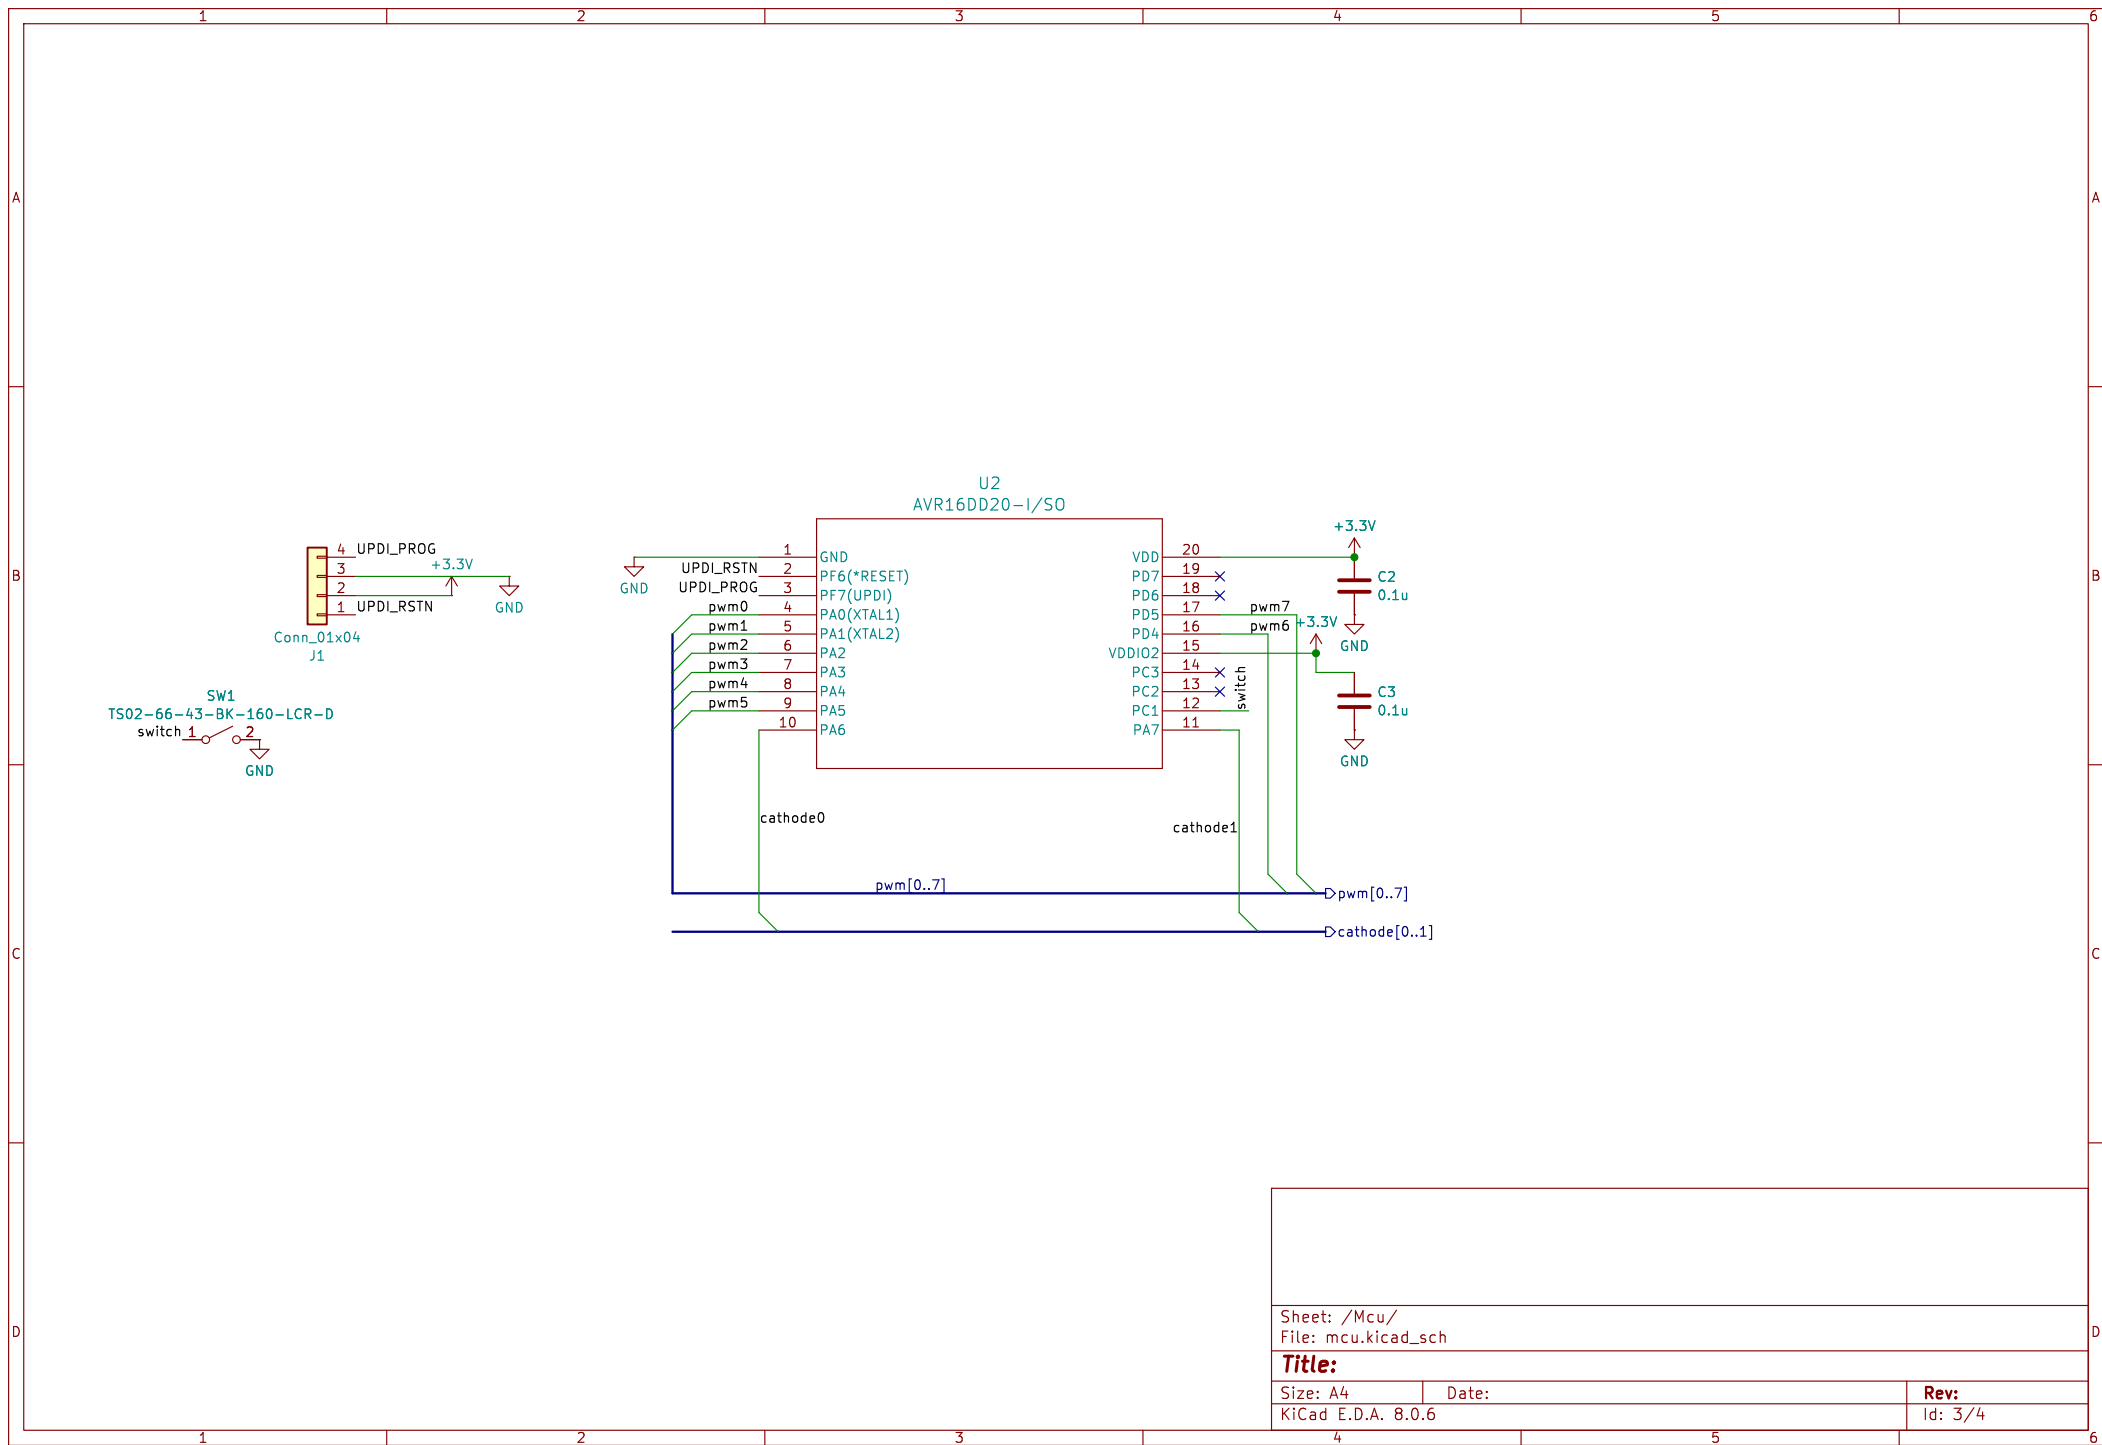 1 2 3 4 5 6
A A
B B
C C
D D
U2
AVR16DD20-I/SO
1 GND
2 PF6(*RESET)
3 PF7(UPDI)
4 PA0(XTAL1)
5 PA1(XTAL2)
6 PA2
7 PA3
8 PA4
9 PA5
10 PA6
VDD 20
PD7 19
PD6 18
PD5 17
PD4 16
VDDIO2 15
PC3 14
PC2 13
PC1 12
PA7 11
GND
UPDI_RSTN
UPDI_PROG
pwm0
pwm1
pwm2
pwm3
pwm4
pwm5
pwm7
pwm6
switch
cathode0
cathode1
+3.3V
C2
0.1u
GND
+3.3V
C3
0.1u
GND
4 UPDI_PROG
3
2
1 UPDI_RSTN
+3.3V
GND
Conn_01x04
J1
SW1
TS02-66-43-BK-160-LCR-D
switch 1 2
GND
pwm[0..7]
pwm[0..7]
cathode[0..1]
Sheet: /Mcu/
File: mcu.kicad_sch
Title:
Size: A4 Date: Rev:
KiCad E.D.A. 8.0.6 Id: 3/4
1 2 3 4 5 6